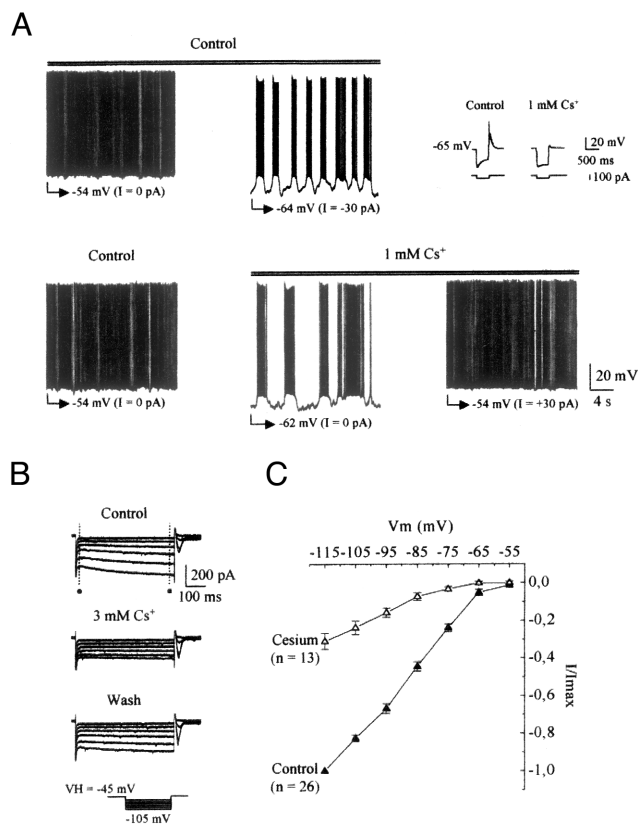 A
Control
-54 mV (I = 0 pA)
-64 mV (I = -30 pA)
Control
1 mM Cs+
-65 mV
20 mV
500 ms
+100 pA
Control
1 mM Cs+
-54 mV (I = 0 pA)
-62 mV (I = 0 pA)
-54 mV (I = +30 pA)
20 mV
4 s
B
Control
200 pA
100 ms
3 mM Cs+
Wash
VH = -45 mV
-105 mV
C
Vm (mV)
-115 -105 -95 -85 -75 -65 -55
0,0
-0,2
-0,4
-0,6
-0,8
-1,0
I/Imax
Cesium
(n = 13)
Control
(n = 26)